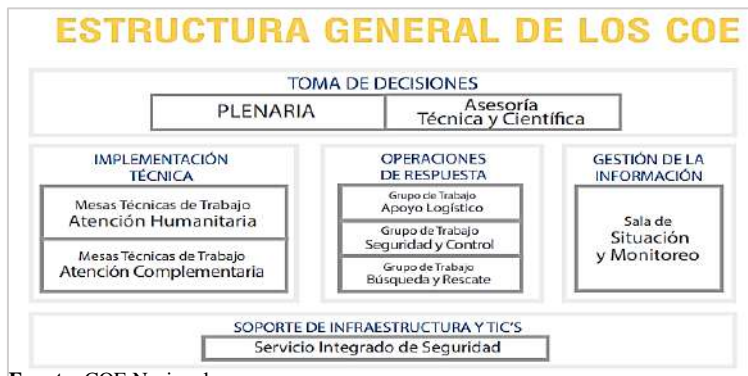 ESTRUCTURA GENERAL DE LOS COE
TOMA DE DECISIONES
PLENARIA
Asesoría
Técnica y Científica
IMPLEMENTACIÓN
TÉCNICA
Mesas Técnicas de Trabajo
Atención Humanitaria
Mesas Técnicas de Trabajo
Atención Complementaria
OPERACIONES
DE RESPUESTA
Grupo de Trabajo
Apoyo Logístico
Grupo de Trabajo
Seguridad y Control
Grupo de Trabajo
Búsqueda y Rescate
GESTIÓN DE LA
INFORMACIÓN
Sala de
Situación
y Monitoreo
SOPORTE DE INFRAESTRUCTURA Y TIC'S
Servicio Integrado de Seguridad